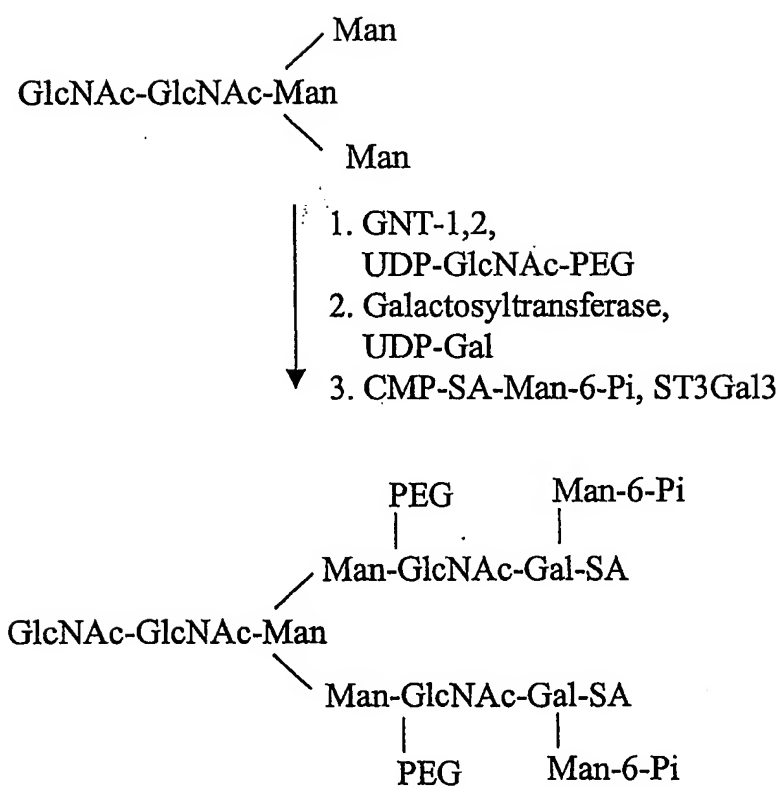 Man
GlcNAc-GlcNAc-Man
Man
1. GNT-1,2,
UDP-GlcNAc-PEG
2. Galactosyltransferase,
UDP-Gal
3. CMP-SA-Man-6-Pi, ST3Gal3
PEG Man-6-Pi
Man-GlcNAc-Gal-SA
GlcNAc-GlcNAc-Man
Man-GlcNAc-Gal-SA
PEG Man-6-Pi